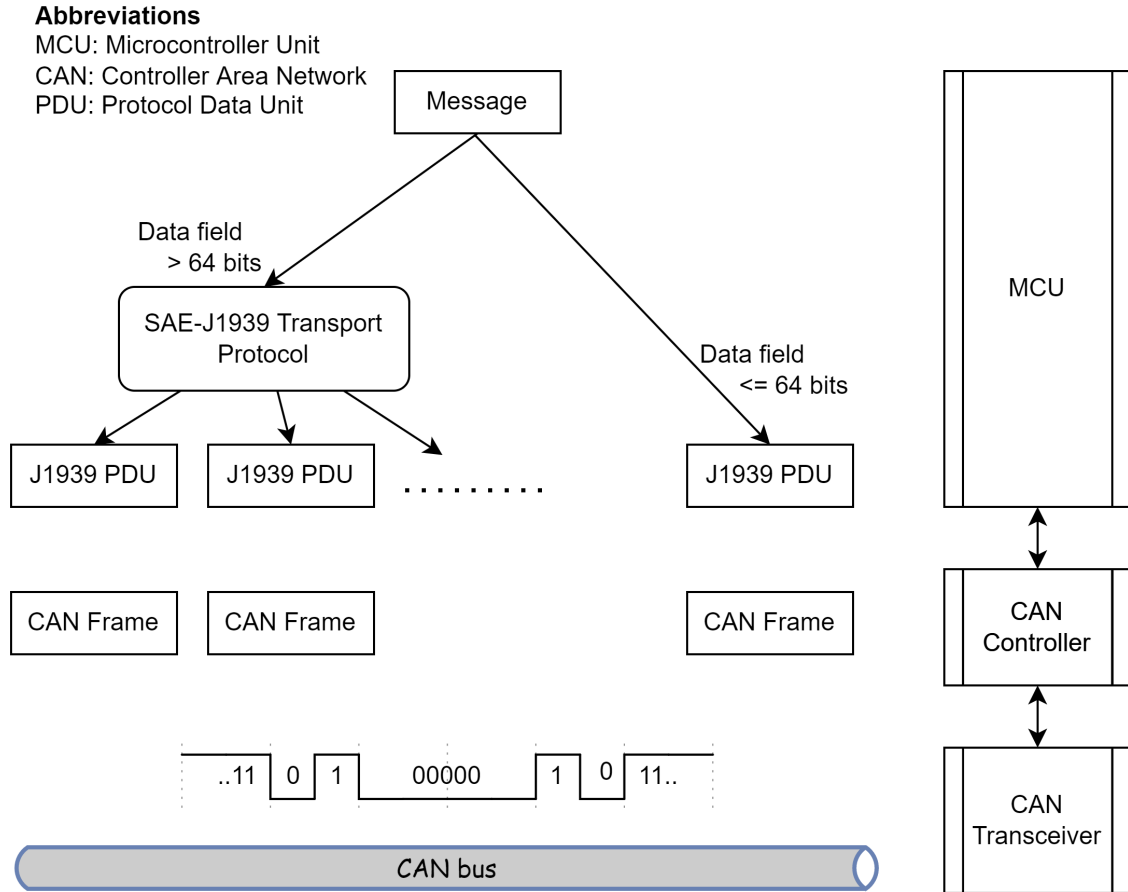 Abbreviations
MCU: Microcontroller Unit
CAN: Controller Area Network
PDU: Protocol Data Unit
Message
Data field
> 64 bits
SAE-J1939 Transport
Protocol
Data field
<= 64 bits
J1939 PDU
J1939 PDU
.........
J1939 PDU
CAN Frame
CAN Frame
CAN Frame
..11 0 1 00000 1 0 11..
CAN bus
MCU
CAN
Controller
CAN
Transceiver